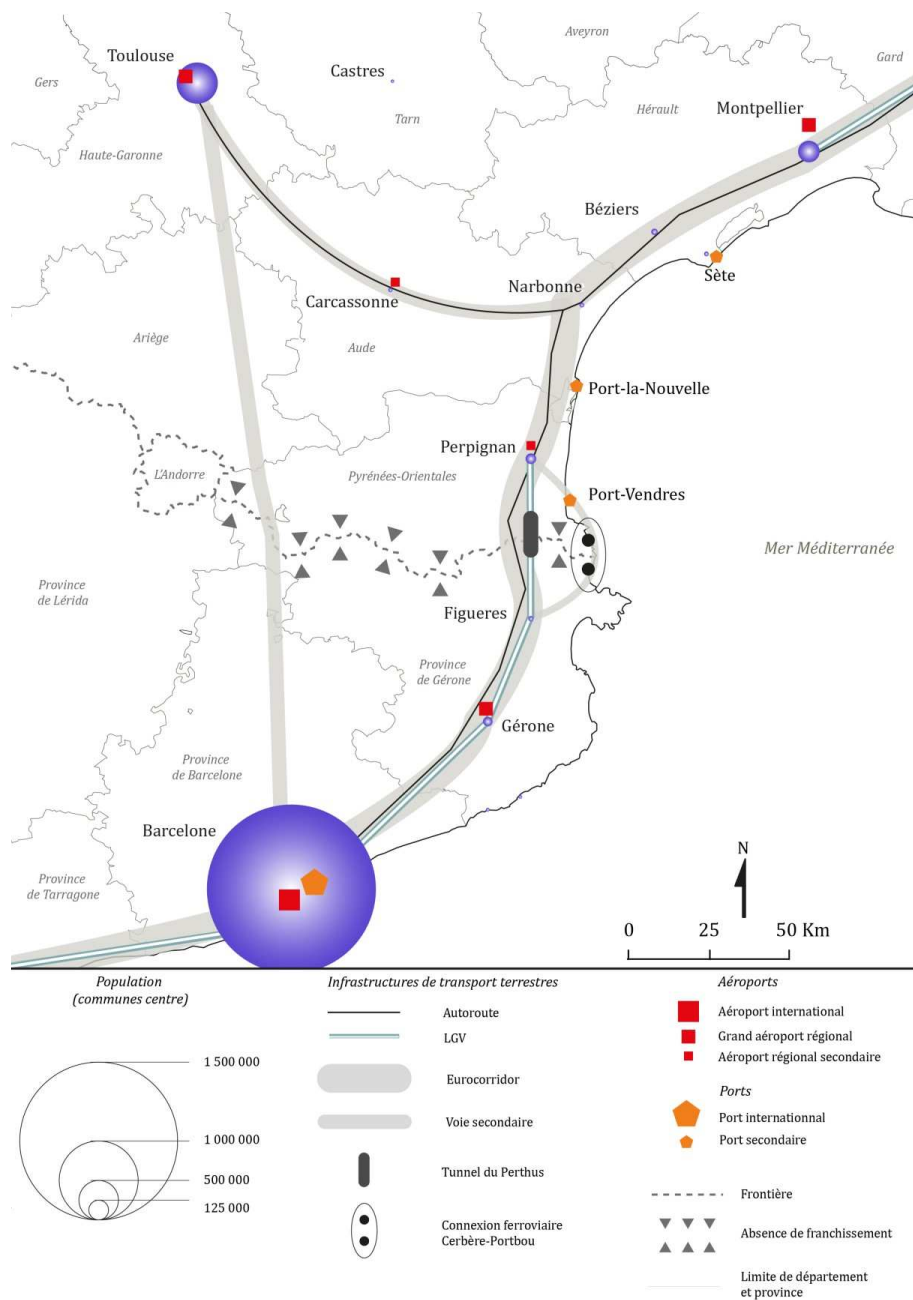 Aveyron
Gard
Toulouse
Castres
Gers
Montpellier
Tarn
Hérault
Haute-Garonne
Béziers
Sète
Narbonne
Carcassonne
Ariège
Aude
Port-la-Nouvelle
Perpignan
L'Andorre
Pyrénées-Orientales
Port-Vendres
Mer Méditerranée
Province
de Lérida
Figueres
Province
de Gérone
Gérone
Province
de Barcelone
Barcelone
Province
de Tarragone
N
0 25 50 Km
Population
(communes centre)
1 500 000
1 000 000
500 000
125 000
Infrastructures de transport terrestres
Autoroute
LGV
Eurocorridor
Voie secondaire
Tunnel du Perthus
Connexion ferroviaire
Cerbère-Portbou
Aéroports
Aéroport international
Grand aéroport régional
Aéroport régional secondaire
Ports
Port internationnal
Port secondaire
Frontière
Absence de franchissement
Limite de département
et province